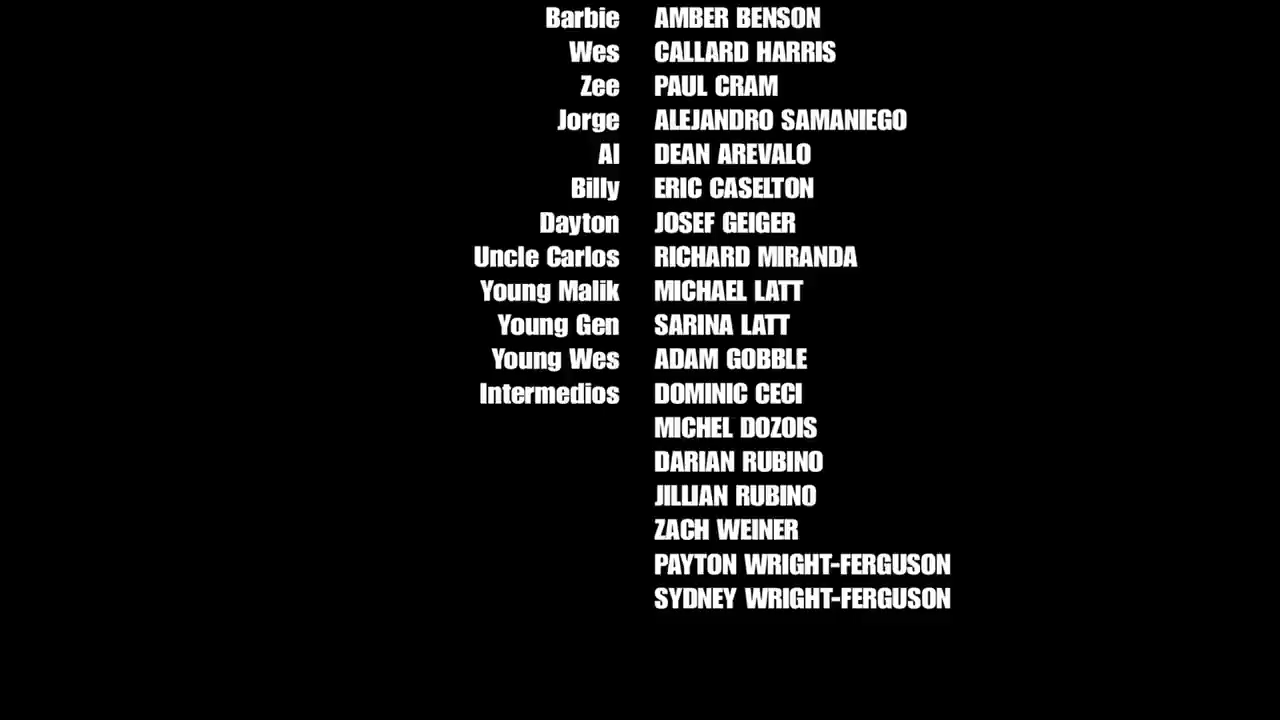 Barbie AMBER BENSON
Wes CALLARD HARRIS
Zee PAUL CRAM
Jorge ALEJANDRO SAMANIEGO
Al DEAN AREVALO
Billy ERIC CASELTON
Dayton JOSEF GEIGER
Uncle Carlos RICHARD MIRANDA
Young Malik MICHAEL LATT
Young Gen SARINA LATT
Young Wes ADAM GOBBLE
Intermedios DOMINIC CECI
MICHEL DOZOIS
DARIAN RUBINO
JILLIAN RUBINO
ZACH WEINER
PAYTON WRIGHT-FERGUSON
SYDNEY WRIGHT-FERGUSON